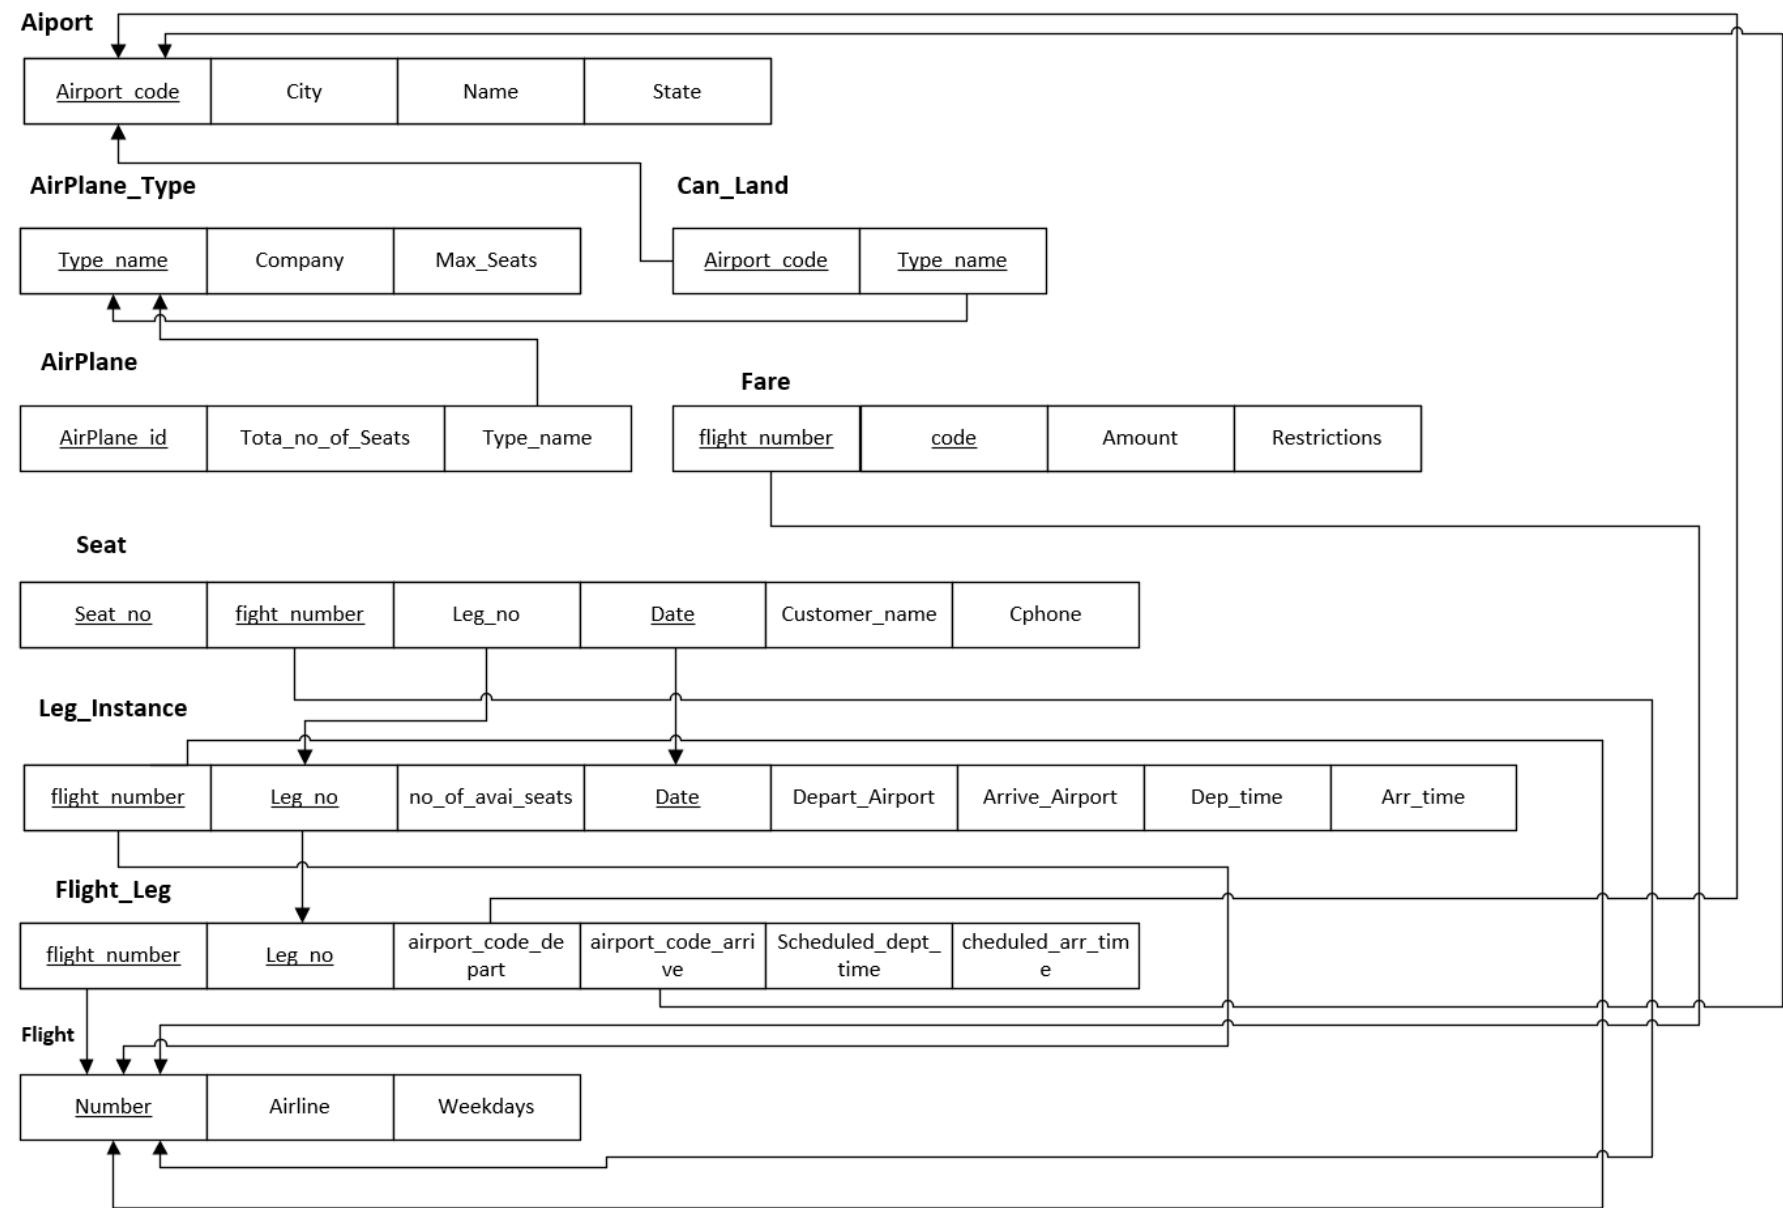 Aiport
Airport_code City Name State
AirPlane_Type Can_Land
Type_name Company Max_Seats Airport_code Type_name
AirPlane
Fare
AirPlane_id Tota_no_of_Seats Type_name flight_number code Amount Restrictions
Seat
Seat_no fight_number Leg_no Date Customer_name Cphone
Leg_Instance
flight_number Leg_no no_of_avai_seats Date Depart_Airport Arrive_Airport Dep_time Arr_time
Flight_Leg
flight_number Leg_no airport_code_de
part airport_code_arri
ve Scheduled_dept_
time cheduled_arr_tim
e
Flight
Number Airline Weekdays